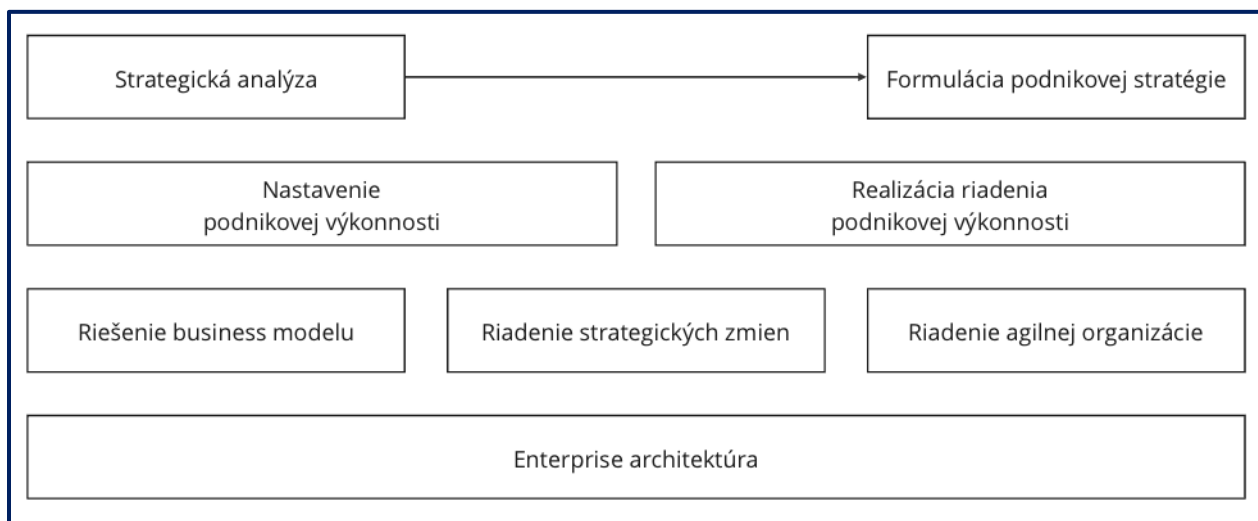 Strategická analýza
Formulácia podnikovej stratégie
Nastavenie
podnikovej výkonnosti
Realizácia riadenia
podnikovej výkonnosti
Riešenie business modelu
Riadenie strategických zmien
Riadenie agilnej organizácie
Enterprise architektúra